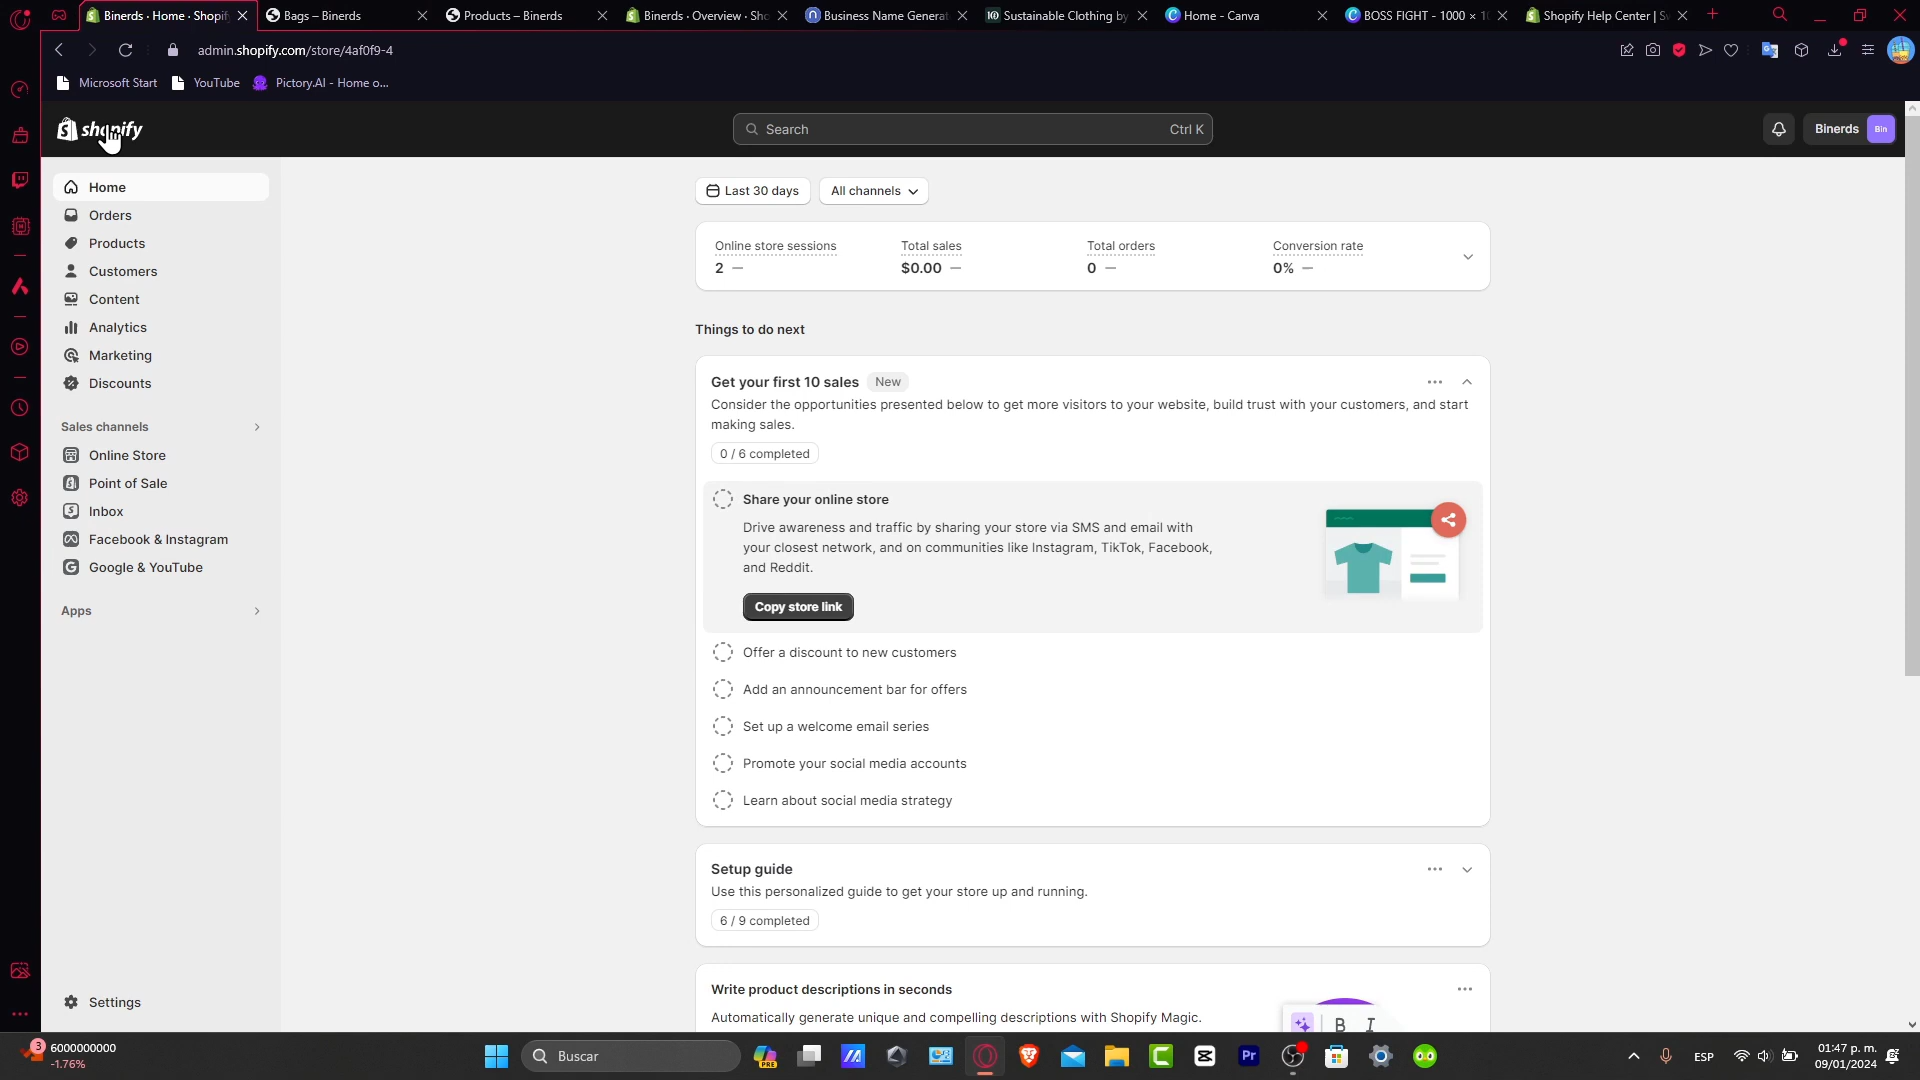 Binerds · Home · Shopif
Bags – Binerds
Products – Binerds
Binerds · Overview · Sho
Business Name Generat
Sustainable Clothing by
Home - Canva
BOSS FIGHT - 1000 × 1
Shopify Help Center | S
admin.shopify.com/store/4af0f9-4
Microsoft Start
YouTube
Pictory.AI - Home o...
shopify
Search
Ctrl K
Binerds
Bin
Home
Orders
Products
Customers
Content
Analytics
Marketing
Discounts
Sales channels
Online Store
Point of Sale
Inbox
Facebook & Instagram
Google & YouTube
Apps
Settings
Last 30 days
All channels
Online store sessions
2 —
Total sales
$0.00 —
Total orders
0 —
Conversion rate
0% —
Things to do next
Get your first 10 sales
New
Consider the opportunities presented below to get more visitors to your website, build trust with your customers, and start
making sales.
0 / 6 completed
Share your online store
Drive awareness and traffic by sharing your store via SMS and email with
your closest network, and on communities like Instagram, TikTok, Facebook,
and Reddit.
Copy store link
Offer a discount to new customers
Add an announcement bar for offers
Set up a welcome email series
Promote your social media accounts
Learn about social media strategy
Setup guide
Use this personalized guide to get your store up and running.
6 / 9 completed
Write product descriptions in seconds
Automatically generate unique and compelling descriptions with Shopify Magic.
B I
3
6000000000
-1.76%
Buscar
PRE
Pr
ESP
01:47 p. m.
09/01/2024